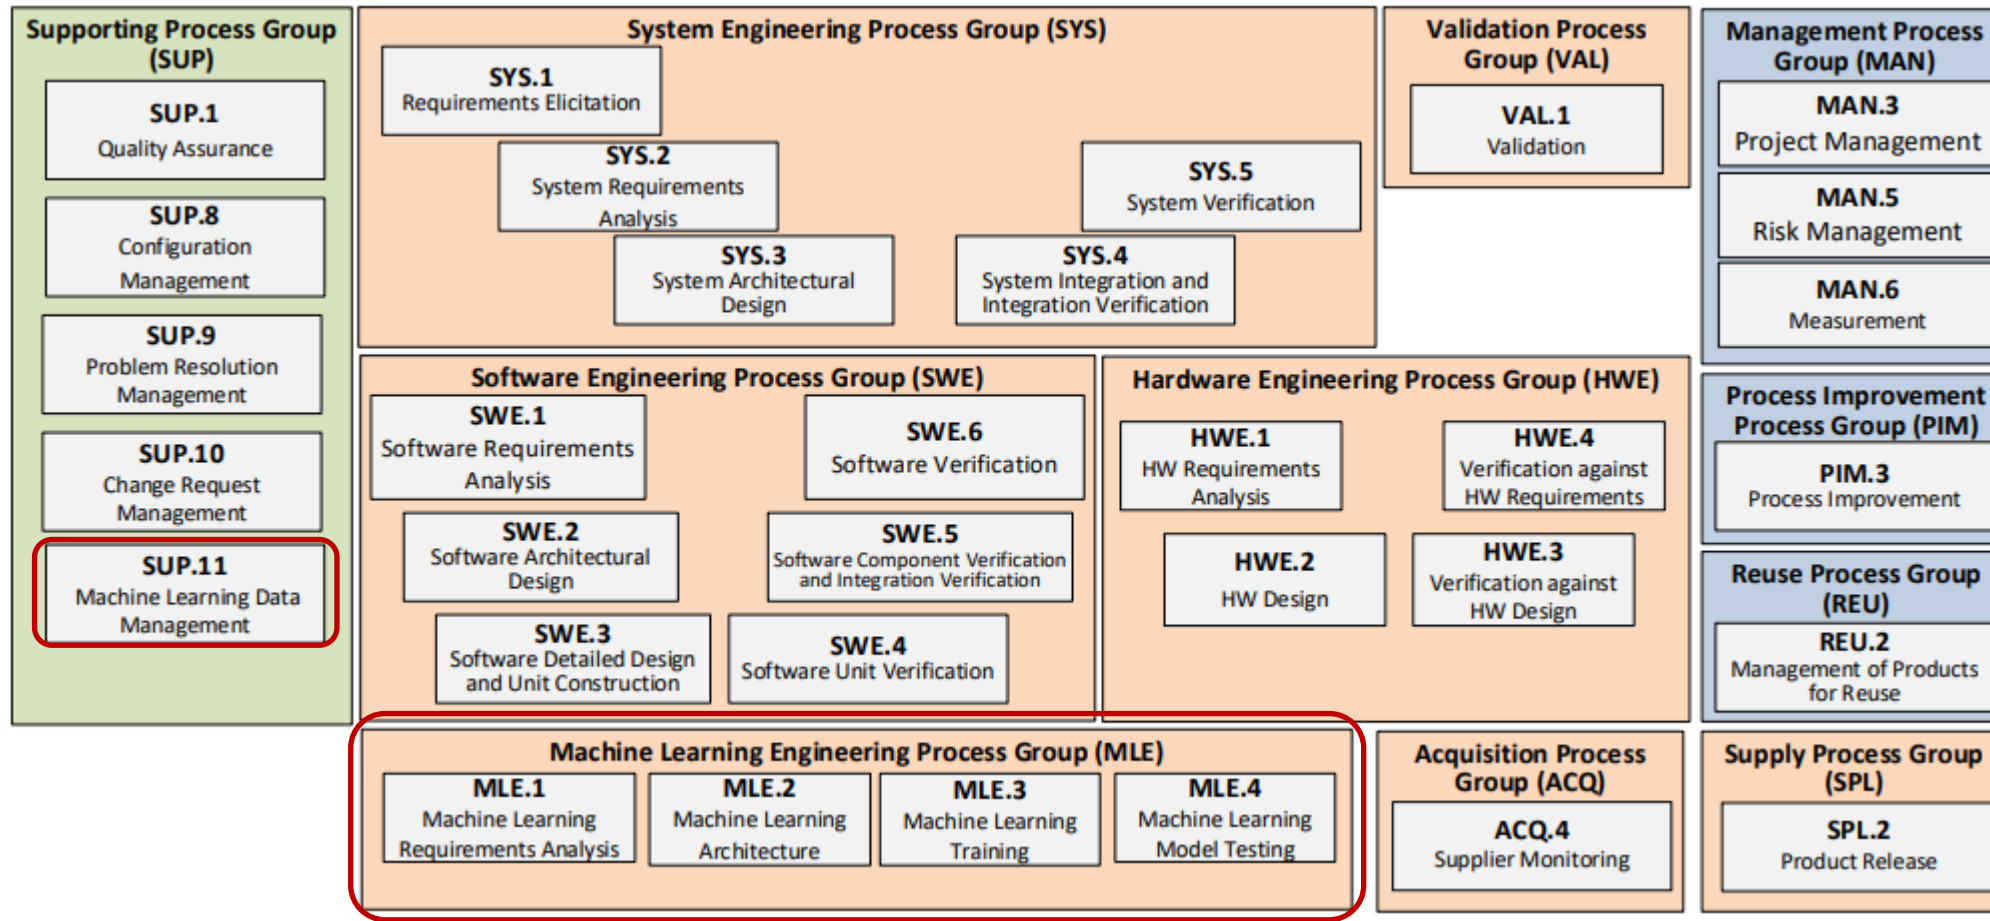 Supporting Process Group
(SUP)
SUP.1
Quality Assurance
SUP.8
Configuration
Management
SUP.9
Problem Resolution
Management
SUP.10
Change Request
Management
SUP.11
Machine Learning Data
Management
System Engineering Process Group (SYS)
SYS.1
Requirements Elicitation
SYS.2
System Requirements
Analysis
SYS.3
System Architectural
Design
SYS.4
System Integration and
Integration Verification
SYS.5
System Verification
Validation Process
Group (VAL)
VAL.1
Validation
Management Process
Group (MAN)
MAN.3
Project Management
MAN.5
Risk Management
MAN.6
Measurement
Software Engineering Process Group (SWE)
SWE.1
Software Requirements
Analysis
SWE.2
Software Architectural
Design
SWE.3
Software Detailed Design
and Unit Construction
SWE.4
Software Unit Verification
SWE.5
Software Component Verification
and Integration Verification
SWE.6
Software Verification
Hardware Engineering Process Group (HWE)
HWE.1
HW Requirements
Analysis
HWE.2
HW Design
HWE.3
Verification against
HW Design
HWE.4
Verification against
HW Requirements
Process Improvement
Process Group (PIM)
PIM.3
Process Improvement
Reuse Process Group
(REU)
REU.2
Management of Products
for Reuse
Machine Learning Engineering Process Group (MLE)
MLE.1
Machine Learning
Requirements Analysis
MLE.2
Machine Learning
Architecture
MLE.3
Machine Learning
Training
MLE.4
Machine Learning
Model Testing
Acquisition Process
Group (ACQ)
ACQ.4
Supplier Monitoring
Supply Process Group
(SPL)
SPL.2
Product Release